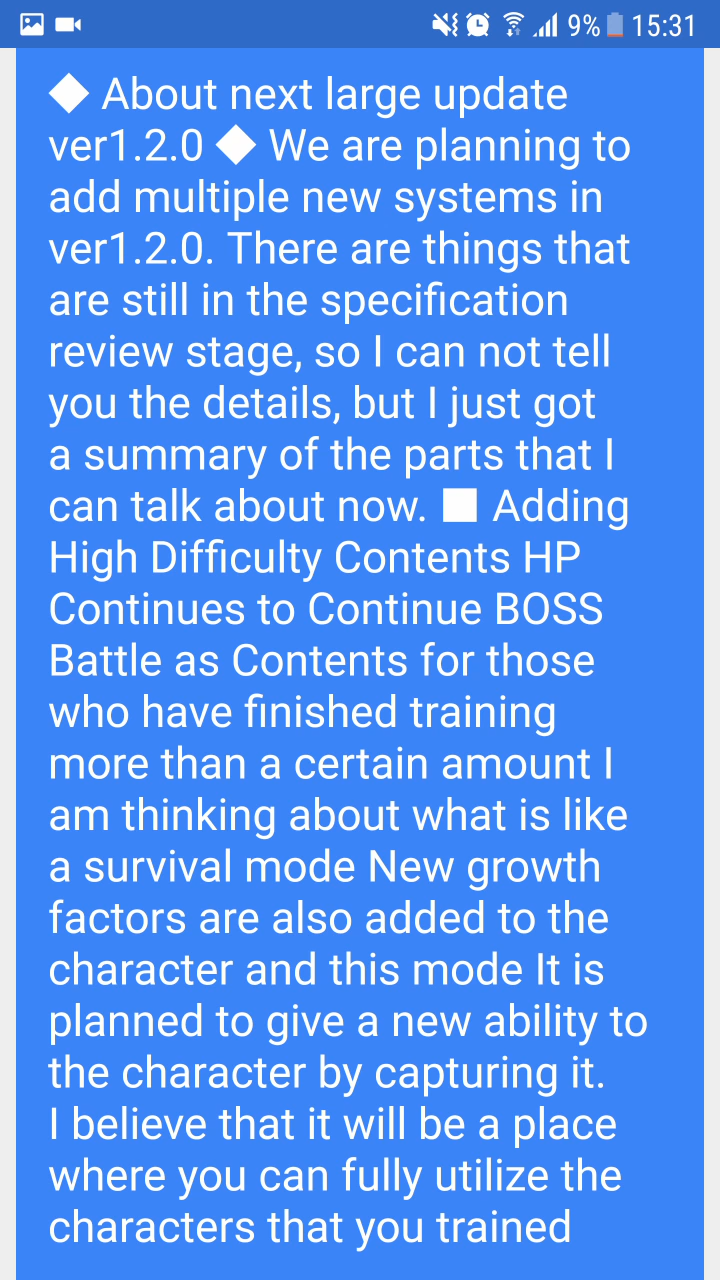 9% 15:31
◆ About next large update
ver1.2.0 ◆ We are planning to
add multiple new systems in
ver1.2.0. There are things that
are still in the specification
review stage, so I can not tell
you the details, but I just got
a summary of the parts that I
can talk about now. ■ Adding
High Difficulty Contents HP
Continues to Continue BOSS
Battle as Contents for those
who have finished training
more than a certain amount I
am thinking about what is like
a survival mode New growth
factors are also added to the
character and this mode It is
planned to give a new ability to
the character by capturing it.
I believe that it will be a place
where you can fully utilize the
characters that you trained